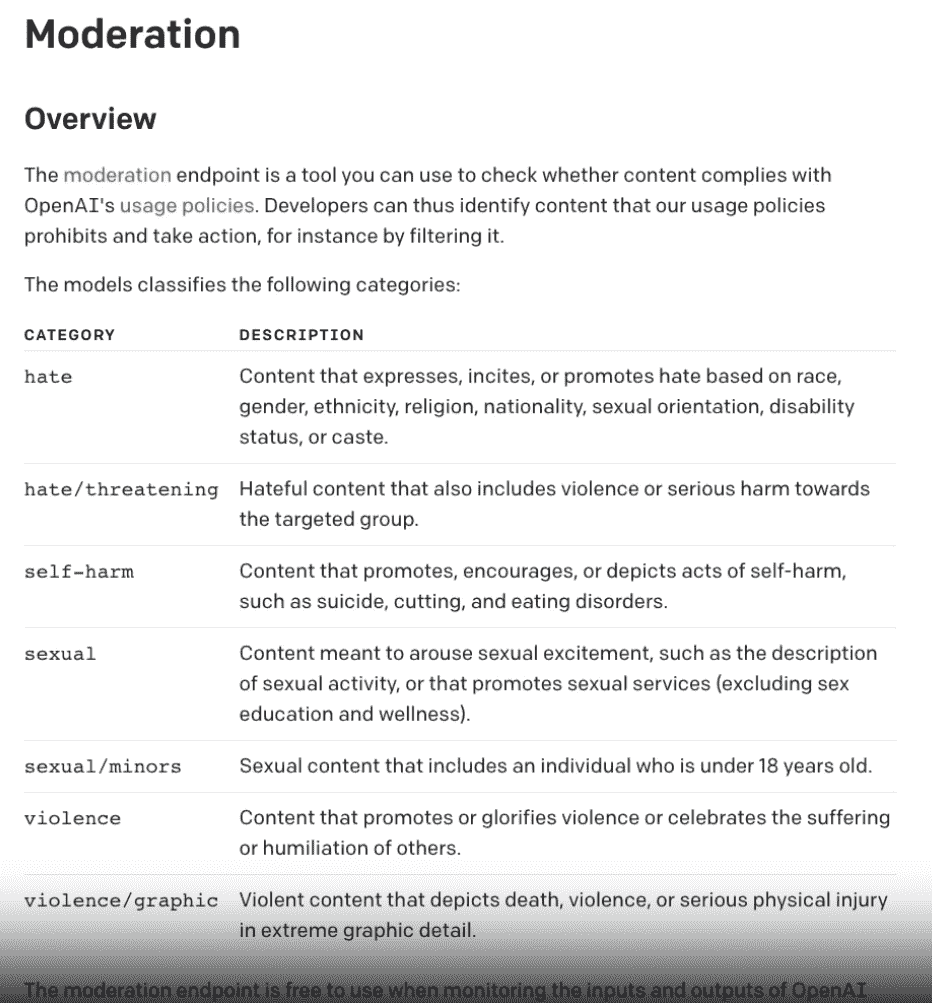 Moderation
Overview
The moderation endpoint is a tool you can use to check whether content complies with
OpenAI's usage policies. Developers can thus identify content that our usage policies
prohibits and take action, for instance by filtering it.
The models classifies the following categories:
CATEGORY DESCRIPTION
hate Content that expresses, incites, or promotes hate based on race,
gender, ethnicity, religion, nationality, sexual orientation, disability
status, or caste.
hate/threatening Hateful content that also includes violence or serious harm towards
the targeted group.
self-harm Content that promotes, encourages, or depicts acts of self-harm,
such as suicide, cutting, and eating disorders.
sexual Content meant to arouse sexual excitement, such as the description
of sexual activity, or that promotes sexual services (excluding sex
education and wellness).
sexual/minors Sexual content that includes an individual who is under 18 years old.
violence Content that promotes or glorifies violence or celebrates the suffering
or humiliation of others.
violence/graphic Violent content that depicts death, violence, or serious physical injury
in extreme graphic detail.
The moderation endpoint is free to use when monitoring the inputs and outputs of OpenAI